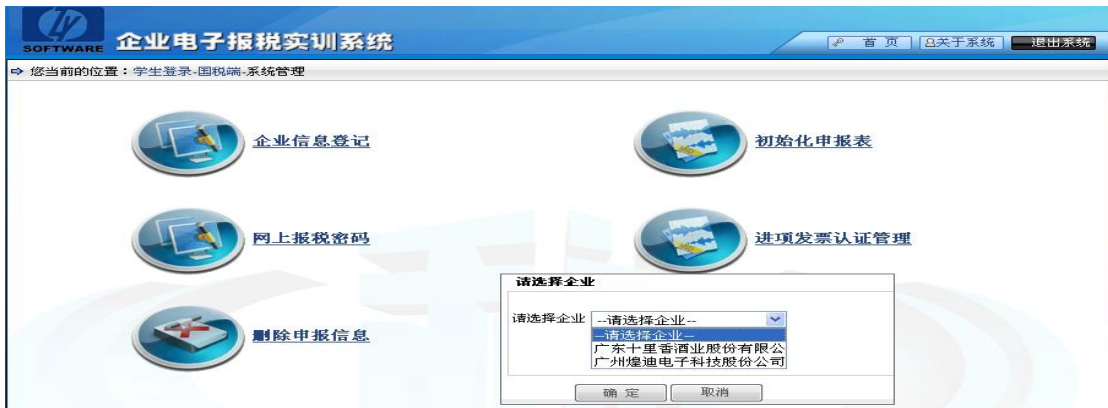 LY
SOFTWARE
企业电子报税实训系统
首 页
关于系统
退出系统
您当前的位置：学生登录-国税端-系统管理
企业信息登记
初始化申报表
网上报税密码
进项发票认证管理
删除申报信息
请选择企业
请选择企业
--请选择企业--
--请选择企业--
广东十里香酒业股份有限公
广州煌迪电子科技股份公司
确 定
取消